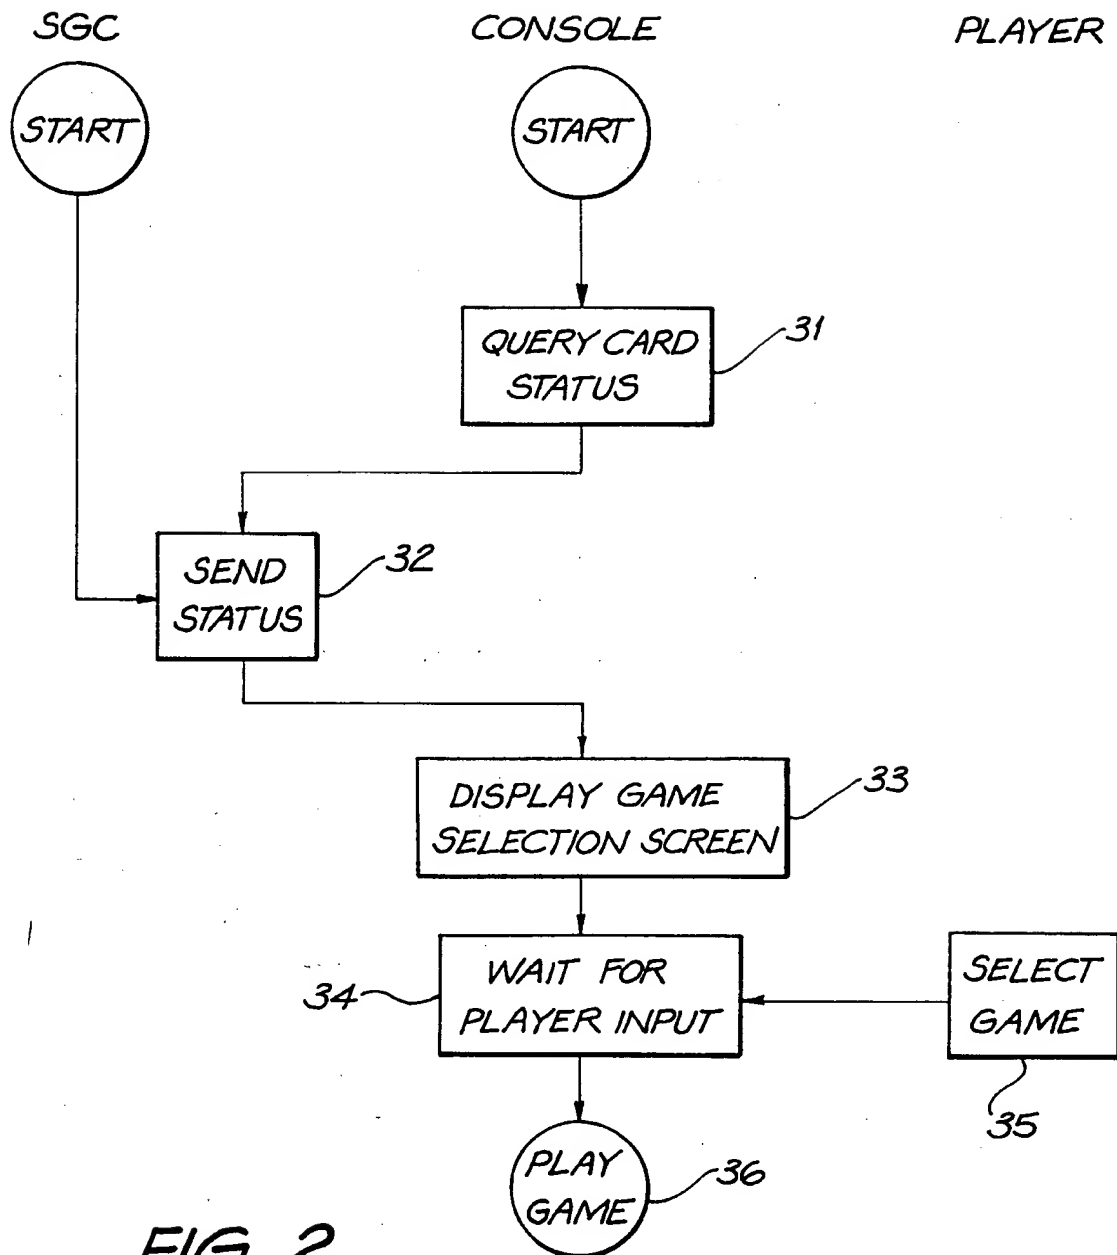 SGC CONSOLE PLAYER
START START
QUERY CARD
STATUS
31
SEND
STATUS
32
DISPLAY GAME
SELECTION SCREEN
33
WAIT FOR
PLAYER INPUT
34
SELECT
GAME
35
PLAY
GAME
36
FIG. 2